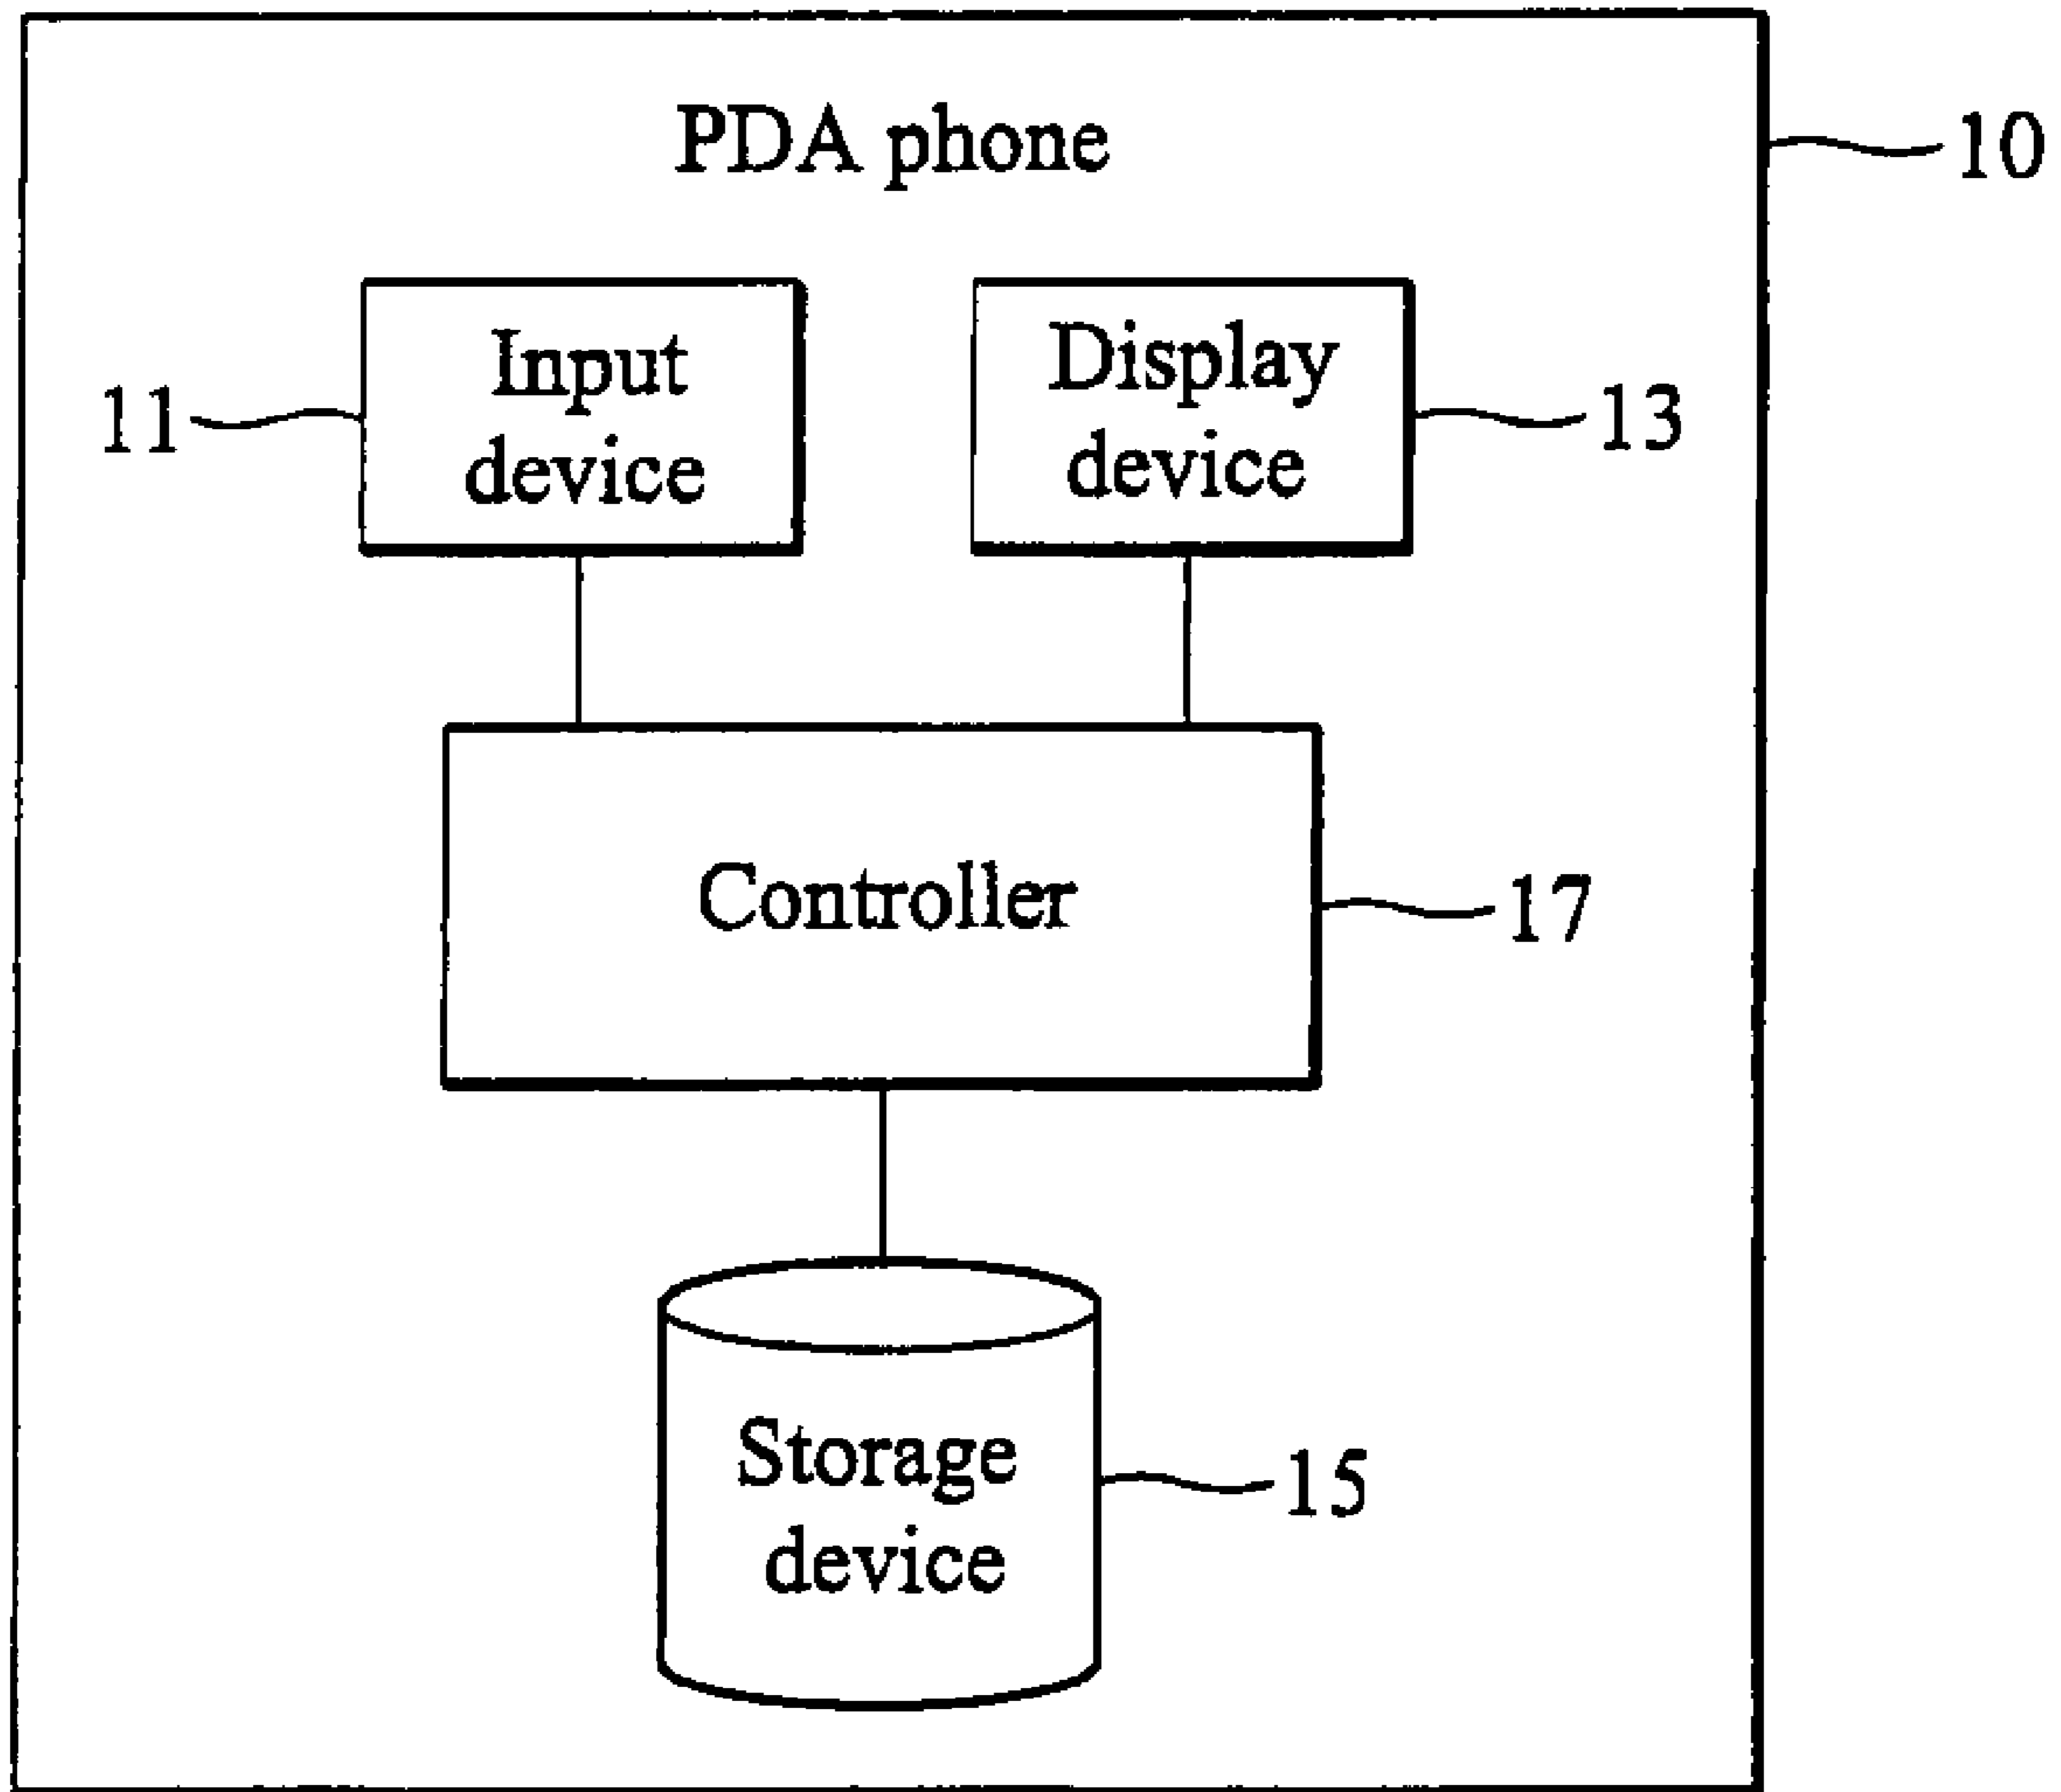 PDA phone
10
Input
device
11
Display
device
13
Controller
17
Storage
device
15